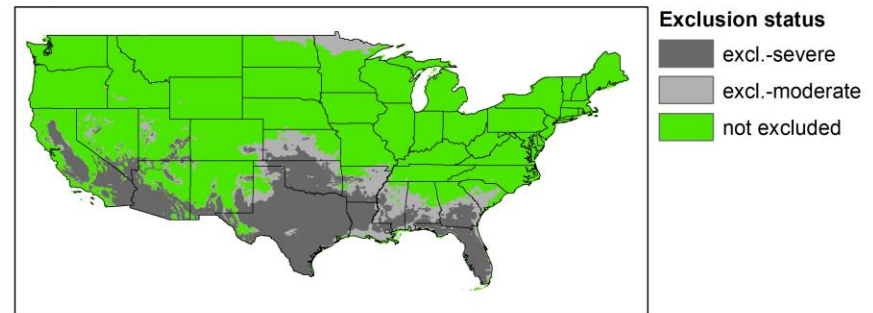 Exclusion status
excl.-severe
excl.-moderate
not excluded